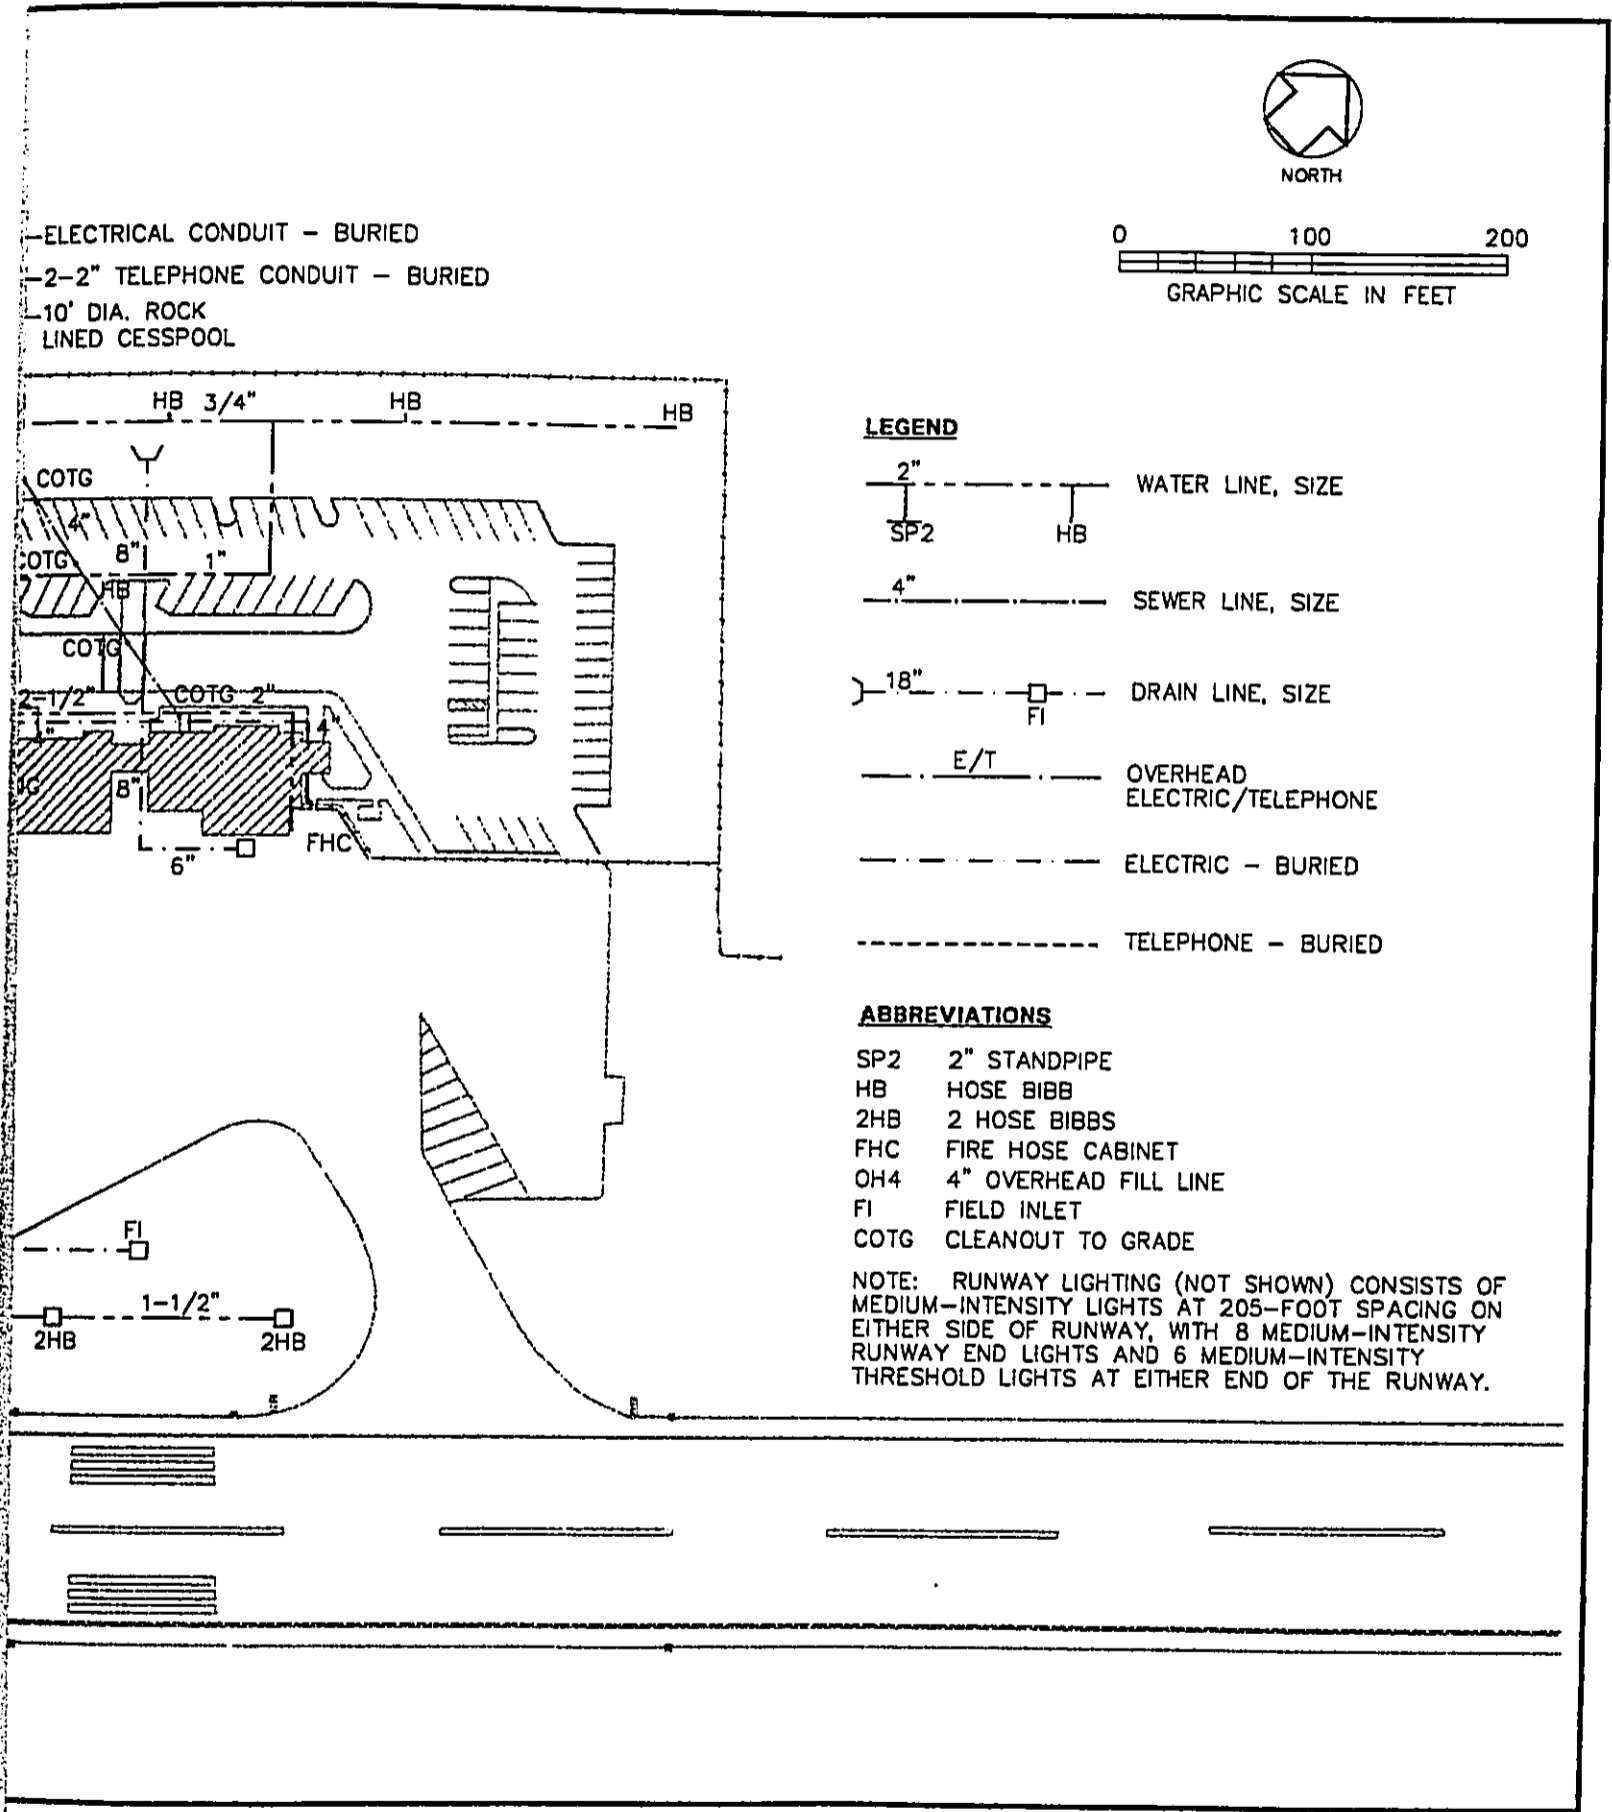 NORTH
0 100 200
GRAPHIC SCALE IN FEET
ELECTRICAL CONDUIT - BURIED
2-2" TELEPHONE CONDUIT - BURIED
10' DIA. ROCK
LINED CESSPOOL
HB 3/4" HB HB
COTG
4"
OTG 8" 1"
HB
COTG
2-1/2" COTG 2"
4"
8"
FHC
6"
FI
1-1/2"
2HB 2HB
LEGEND
2"
WATER LINE, SIZE
SP2 HB
4"
SEWER LINE, SIZE
18"
DRAIN LINE, SIZE
FI
E/T
OVERHEAD
ELECTRIC/TELEPHONE
ELECTRIC - BURIED
TELEPHONE - BURIED
ABBREVIATIONS
SP2 2" STANDPIPE
HB HOSE BIBB
2HB 2 HOSE BIBBS
FHC FIRE HOSE CABINET
OH4 4" OVERHEAD FILL LINE
FI FIELD INLET
COTG CLEANOUT TO GRADE
NOTE: RUNWAY LIGHTING (NOT SHOWN) CONSISTS OF
MEDIUM-INTENSITY LIGHTS AT 205-FOOT SPACING ON
EITHER SIDE OF RUNWAY, WITH 8 MEDIUM-INTENSITY
RUNWAY END LIGHTS AND 6 MEDIUM-INTENSITY
THRESHOLD LIGHTS AT EITHER END OF THE RUNWAY.